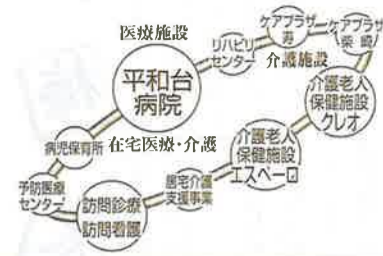 医療施設
リハビリ
センター
ケアプラザ
寿
ケアプラザ
柴崎
介護施設
平和台
病院
介護老人
保健施設
クレオ
病児保育所
在宅医療・介護
介護老人
保健施設
エスペーロ
予防医療
センター
訪問診療
訪問看護
居宅介護
支援事業